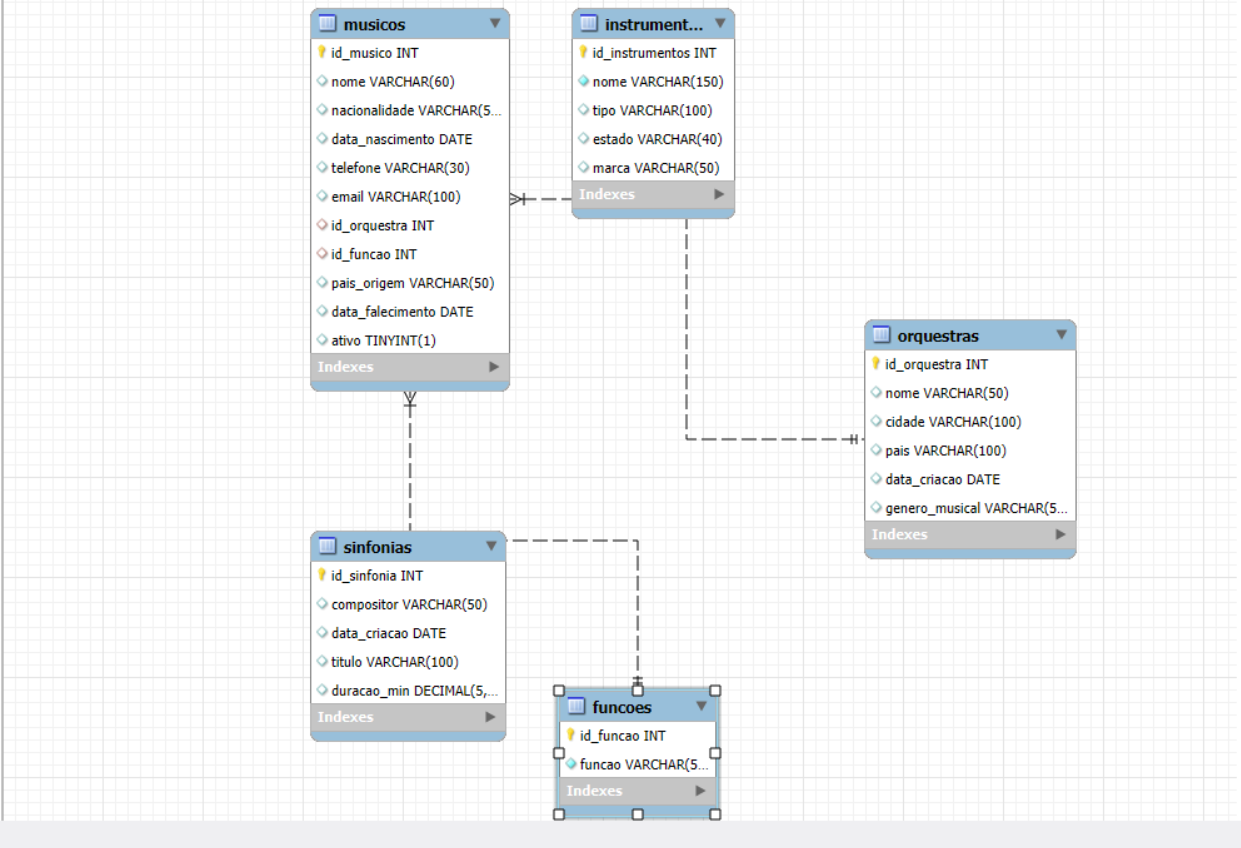 musicos
id_musico INT
nome VARCHAR(60)
nacionalidade VARCHAR(5...
data_nascimento DATE
telefone VARCHAR(30)
email VARCHAR(100)
id_orquestra INT
id_funcao INT
pais_origem VARCHAR(50)
data_falecimento DATE
ativo TINYINT(1)
Indexes
instrument...
id_instrumentos INT
nome VARCHAR(150)
tipo VARCHAR(100)
estado VARCHAR(40)
marca VARCHAR(50)
Indexes
orquestras
id_orquestra INT
nome VARCHAR(50)
cidade VARCHAR(100)
pais VARCHAR(100)
data_criacao DATE
genero_musical VARCHAR(5...
Indexes
sinfonias
id_sinfonia INT
compositor VARCHAR(50)
data_criacao DATE
titulo VARCHAR(100)
duracao_min DECIMAL(5,...
Indexes
funcoes
id_funcao INT
funcao VARCHAR(5...
Indexes